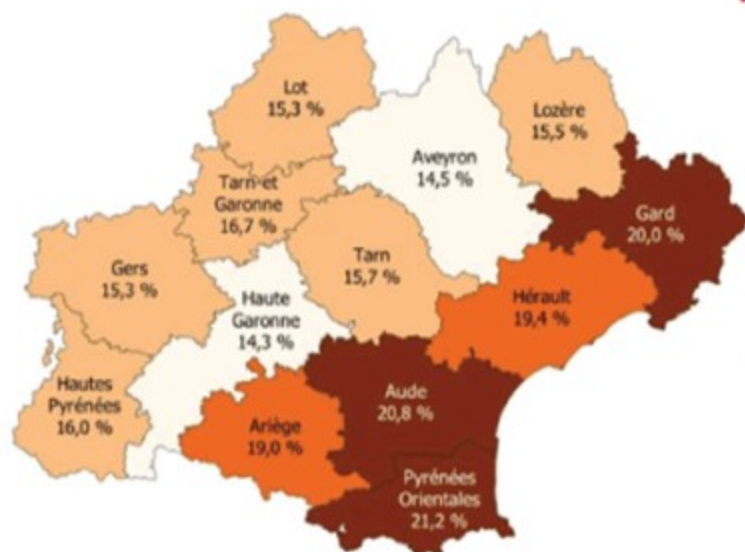 Lot
15,3 %
Lozère
15,5 %
Aveyron
14,5 %
Tarn-et
Garonne
16,7 %
Gard
20,0 %
Tarn
15,7 %
Gers
15,3 %
Hérault
19,4 %
Haute
Garonne
14,3 %
Hautes
Pyrénées
16,0 %
Aude
20,8 %
Ariège
19,0 %
Pyrénées
Orientales
21,2 %